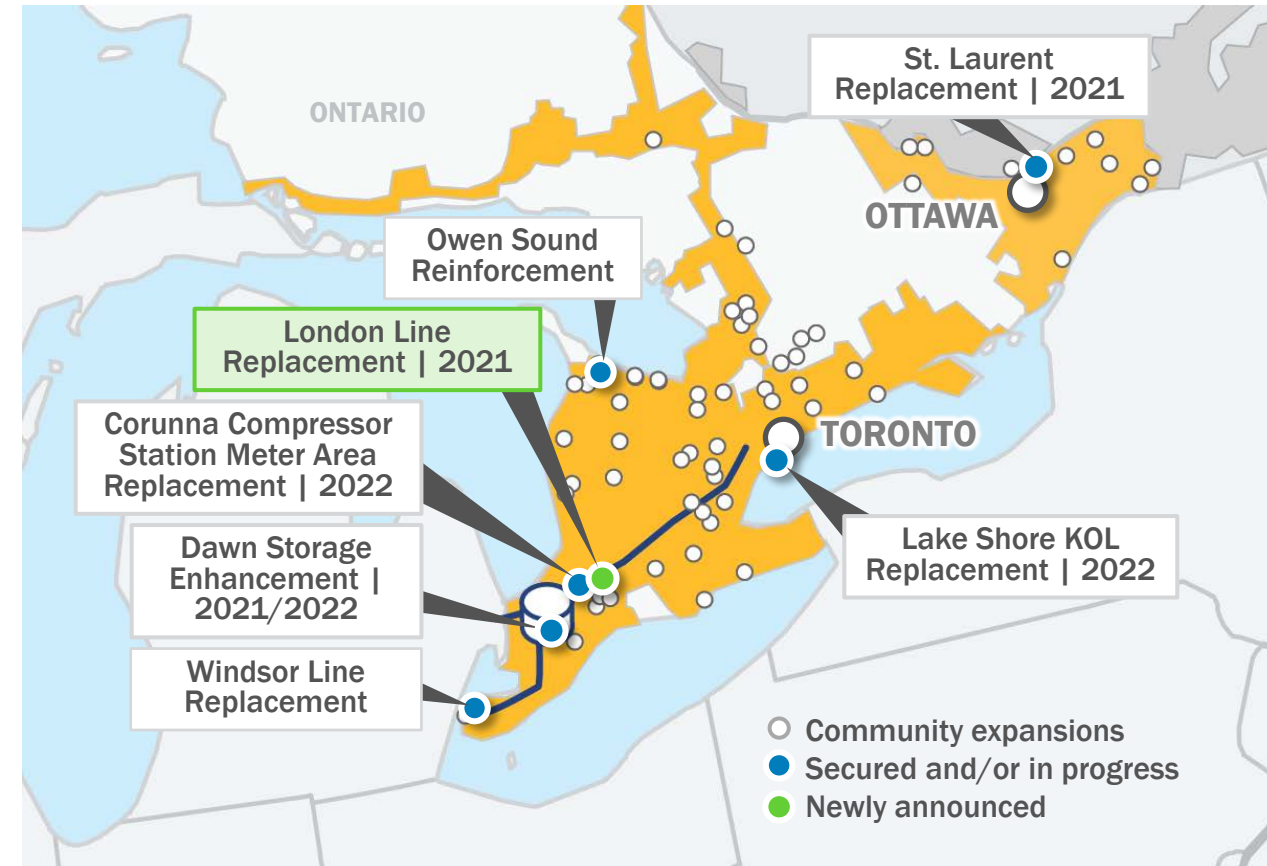 St. Laurent
Replacement | 2021
ONTARIO
OTTAWA
Owen Sound
Reinforcement
London Line
Replacement | 2021
Corunna Compressor
Station Meter Area
Replacement | 2022
TORONTO
Dawn Storage
Enhancement |
2021/2022
Lake Shore KOL
Replacement | 2022
Windsor Line
Replacement
Community expansions
Secured and/or in progress
Newly announced